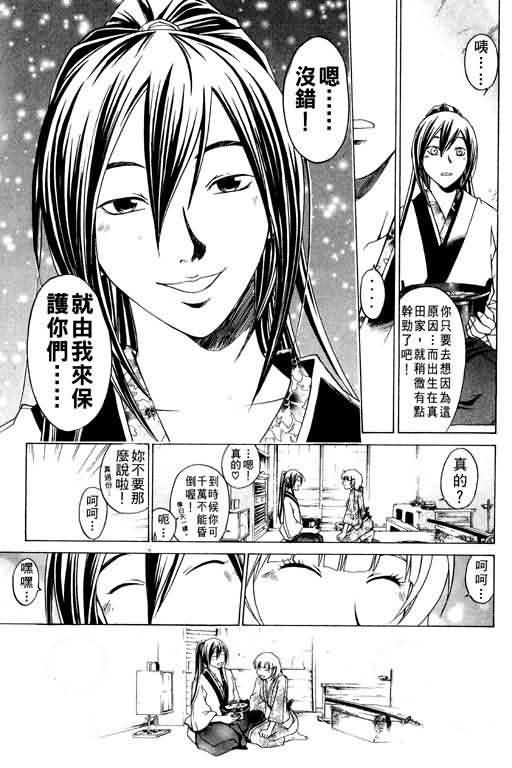 咦……
你只要去想因為這
原因…而出生在真
田家，就稍微有點
幹勁了吧！
……
嗯……
沒錯！
就由我來保
護你們……
真的？
…嗯！
真的♡
到時候你可
千萬不能昏
倒喔！
呃…
妳不要那
麼說啦！
真過份
呵呵…
呵呵…
嘿嘿…